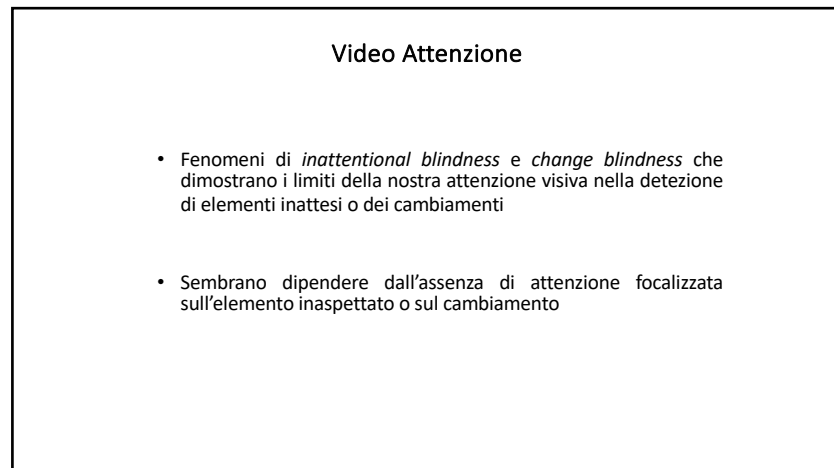 Video Attenzione
• Fenomeni di inattentional blindness e change blindness che
dimostrano i limiti della nostra attenzione visiva nella detezione
di elementi inattesi o dei cambiamenti
• Sembrano dipendere dall’assenza di attenzione focalizzata
sull’elemento inaspettato o sul cambiamento